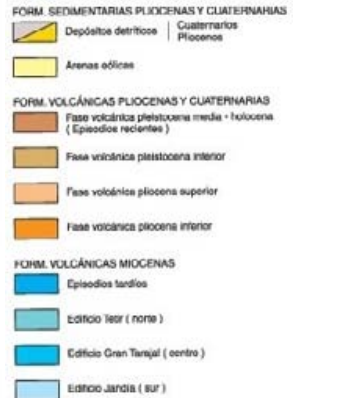 FORM. SEDIMENTARIAS PLIOCENAS Y CUATERNARIAS
Depósitos detríticos | Cuaternarios
Pliocenos
Arenas eólicas
FORM. VOLCÁNICAS PLIOCENAS Y CUATERNARIAS
Fase volcánica pleistocena media - holocena
( Episodios recientes )
Fase volcánica pleistocena inferior
Fase volcánica pliocena superior
Fase volcánica pliocena inferior
FORM. VOLCÁNICAS MIOCENAS
Episodios tardíos
Edificio Tetir ( norte )
Edificio Gran Tarajal ( centro )
Edificio Jandía ( sur )